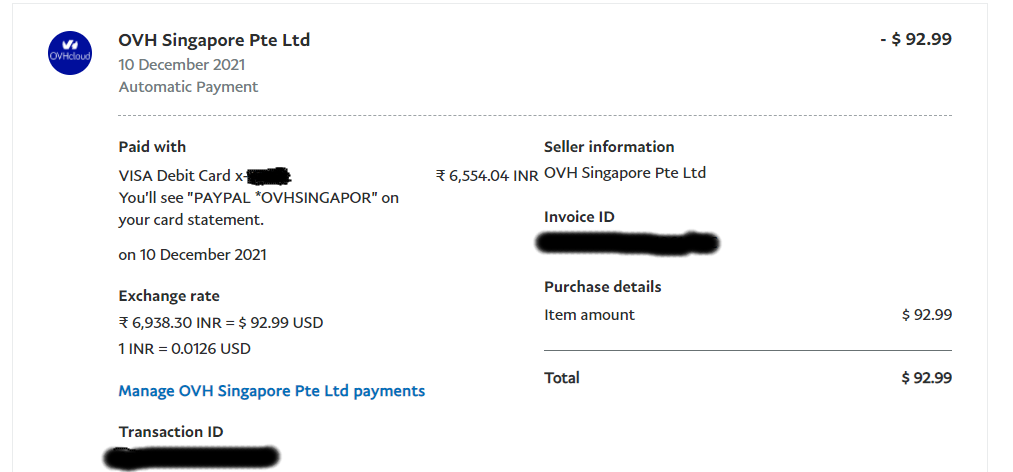 OVHcloud
OVH Singapore Pte Ltd
- $ 92.99
10 December 2021
Automatic Payment
Paid with
VISA Debit Card x-
₹ 6,554.04 INR
You'll see "PAYPAL *OVHSINGAPOR" on
your card statement.
on 10 December 2021
Exchange rate
₹ 6,938.30 INR = $ 92.99 USD
1 INR = 0.0126 USD
Manage OVH Singapore Pte Ltd payments
Transaction ID
Seller information
OVH Singapore Pte Ltd
Invoice ID
Purchase details
Item amount
$ 92.99
Total
$ 92.99